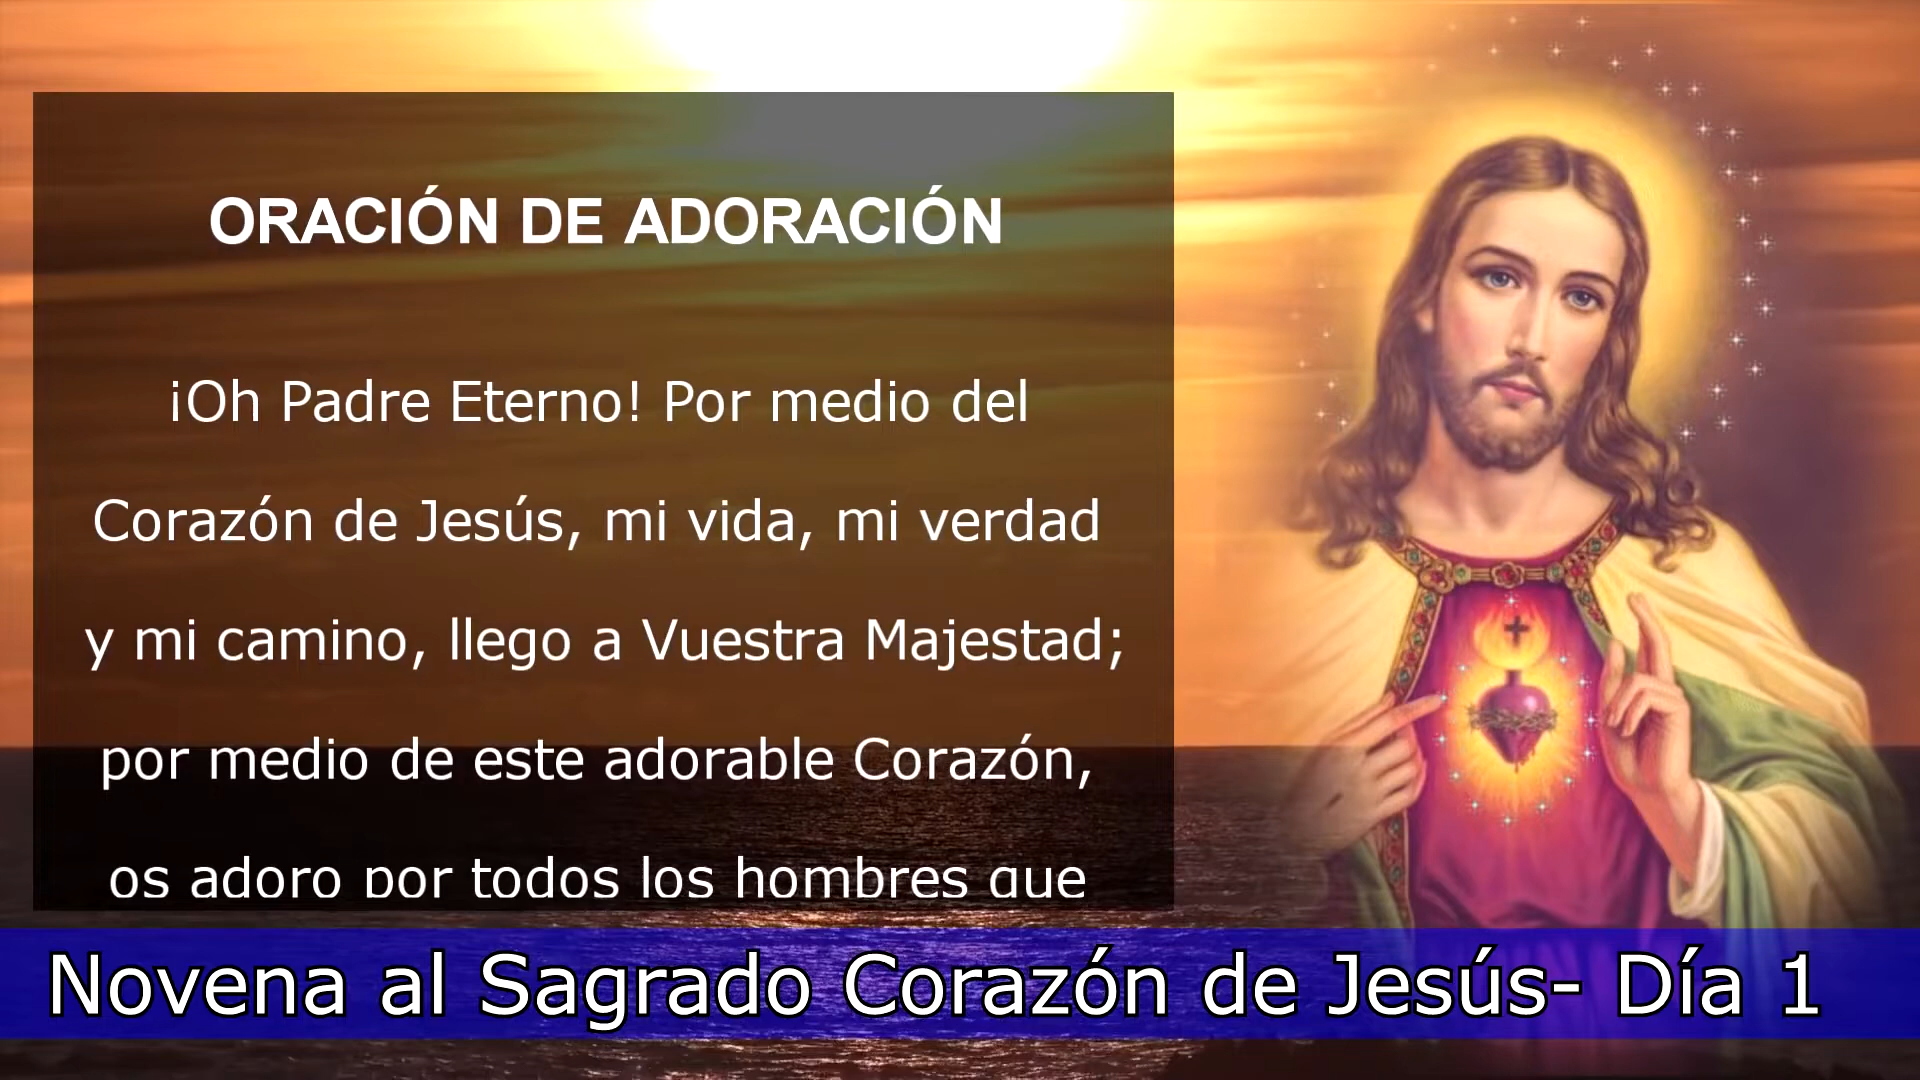 ORACIÓN DE ADORACIÓN
¡Oh Padre Eterno! Por medio del
Corazón de Jesús, mi vida, mi verdad
y mi camino, llego a Vuestra Majestad;
por medio de este adorable Corazón,
os adoro por todos los hombres que
Novena al Sagrado Corazón de Jesús- Día 1